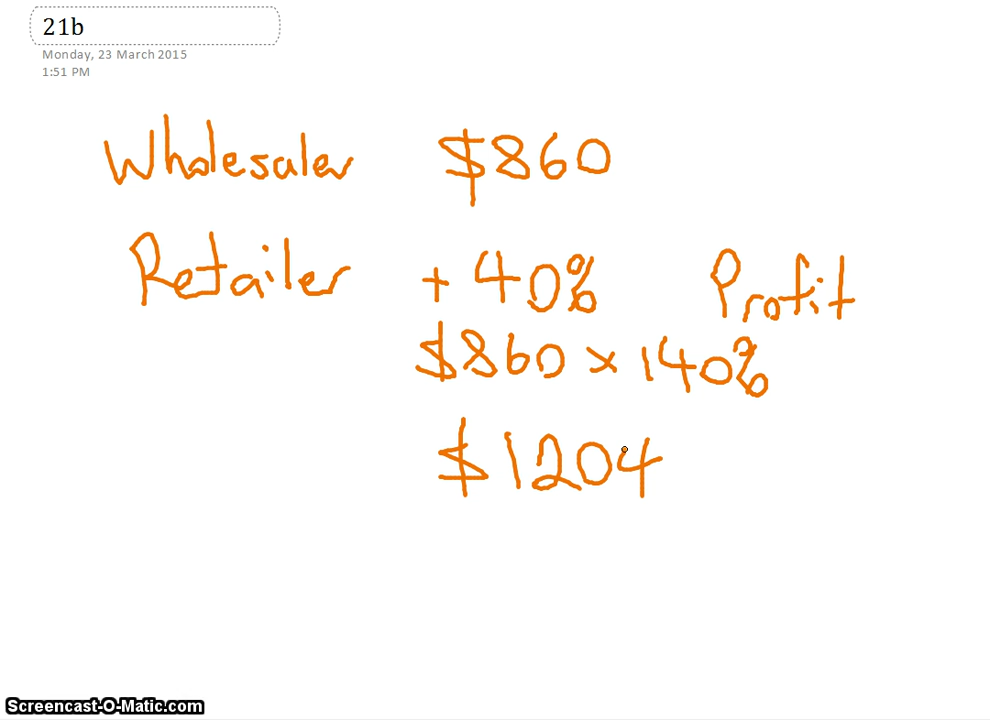 21b
Monday, 23 March 2015
1:51 PM
Wholesaler $860
Retailer + 40% Profit
$860 × 140%
$1204
Screencast-O-Matic.com